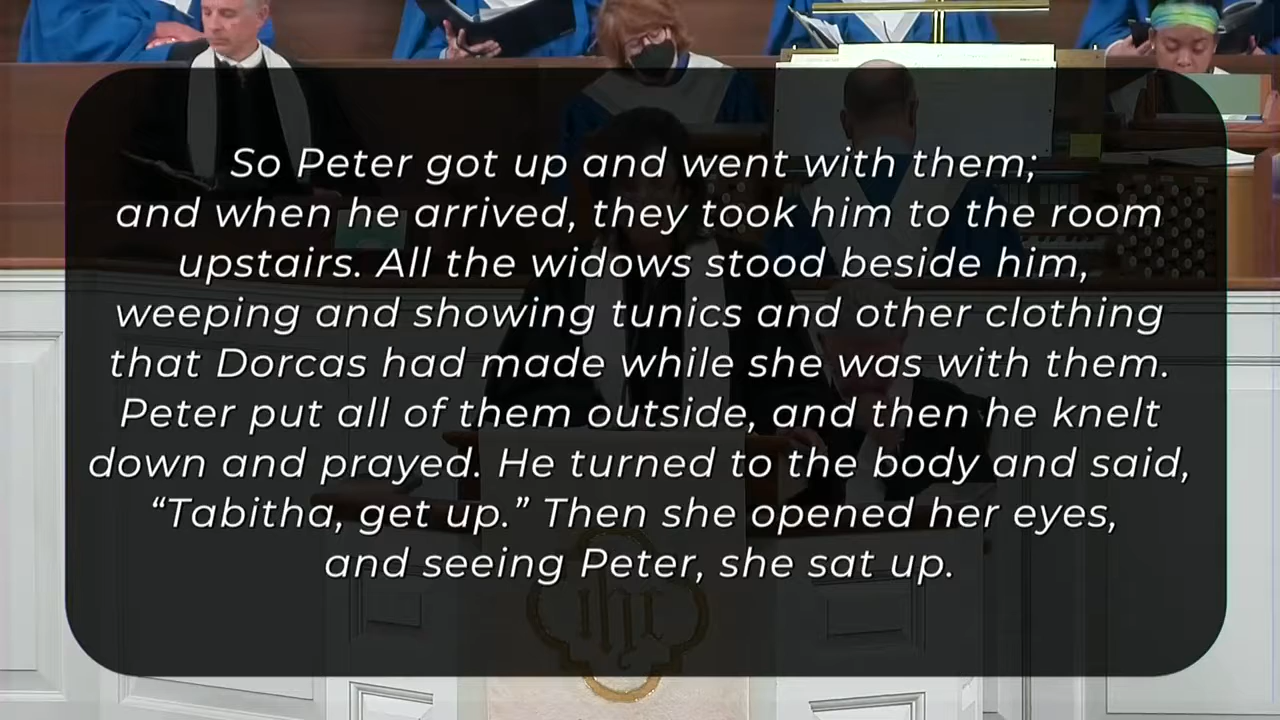 So Peter got up and went with them;
and when he arrived, they took him to the room
upstairs. All the widows stood beside him,
weeping and showing tunics and other clothing
that Dorcas had made while she was with them.
Peter put all of them outside, and then he knelt
down and prayed. He turned to the body and said,
“Tabitha, get up.” Then she opened her eyes,
and seeing Peter, she sat up.